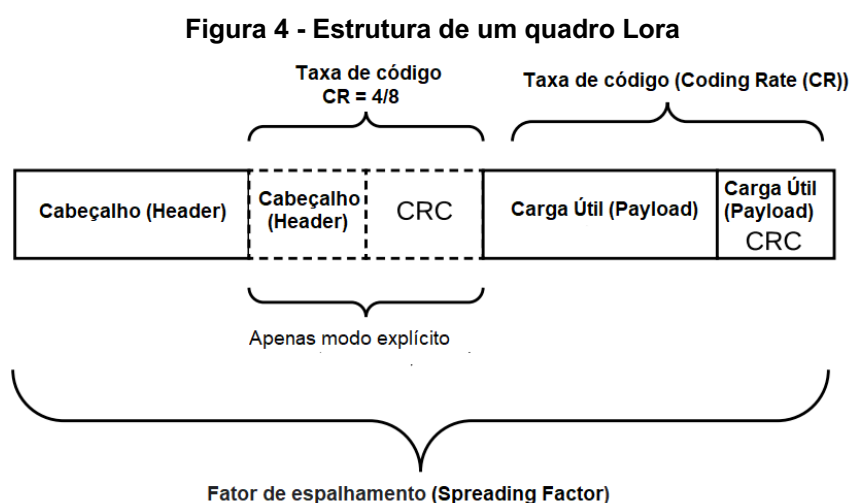 Figura 4 - Estrutura de um quadro Lora
Taxa de código
CR = 4/8
Taxa de código (Coding Rate (CR))
Cabeçalho (Header)
Cabeçalho
(Header)
CRC
Carga Útil (Payload)
Carga Útil
(Payload)
CRC
Apenas modo explícito
Fator de espalhamento (Spreading Factor)